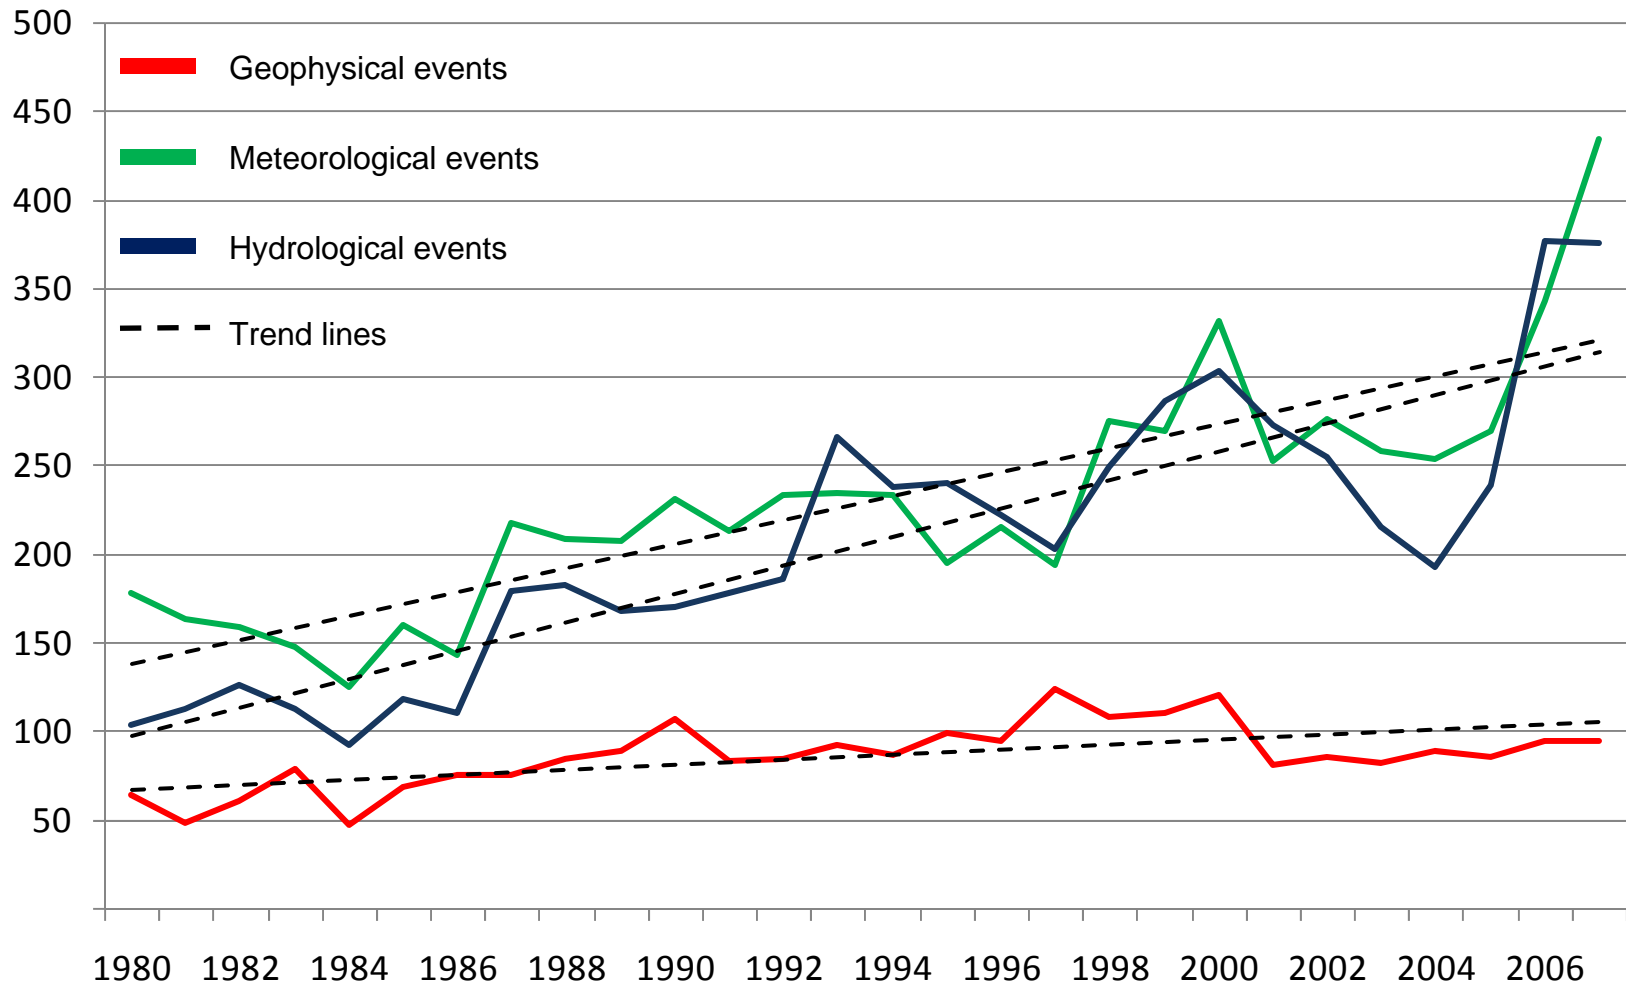 500
Geophysical events
450
Meteorological events
400
Hydrological events
350
Trend lines
300
250
200
150
100
50
1980 1982 1984 1986 1988 1990 1992 1994 1996 1998 2000 2002 2004 2006